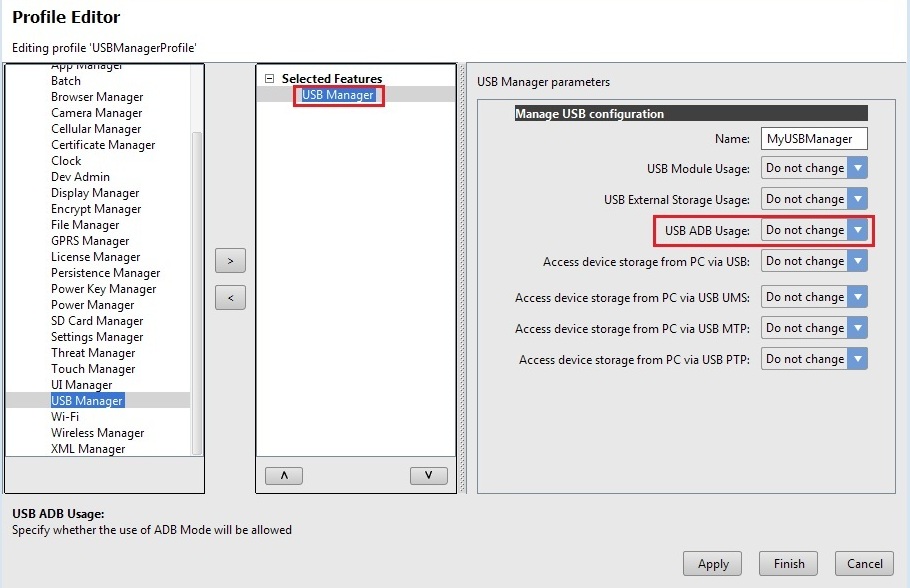 Profile Editor
Editing profile 'USBManagerProfile'
App Manager
Batch
Browser Manager
Camera Manager
Cellular Manager
Certificate Manager
Clock
Dev Admin
Display Manager
Encrypt Manager
File Manager
GPRS Manager
License Manager
Persistence Manager
Power Key Manager
Power Manager
SD Card Manager
Settings Manager
Threat Manager
Touch Manager
UI Manager
USB Manager
Wi-Fi
Wireless Manager
XML Manager
>
<
Selected Features
USB Manager
USB Manager parameters
Manage USB configuration
Name: MyUSBManager
USB Module Usage: Do not change
USB External Storage Usage: Do not change
USB ADB Usage: Do not change
Access device storage from PC via USB: Do not change
Access device storage from PC via USB UMS: Do not change
Access device storage from PC via USB MTP: Do not change
Access device storage from PC via USB PTP: Do not change
USB ADB Usage:
Specify whether the use of ADB Mode will be allowed
Apply Finish Cancel